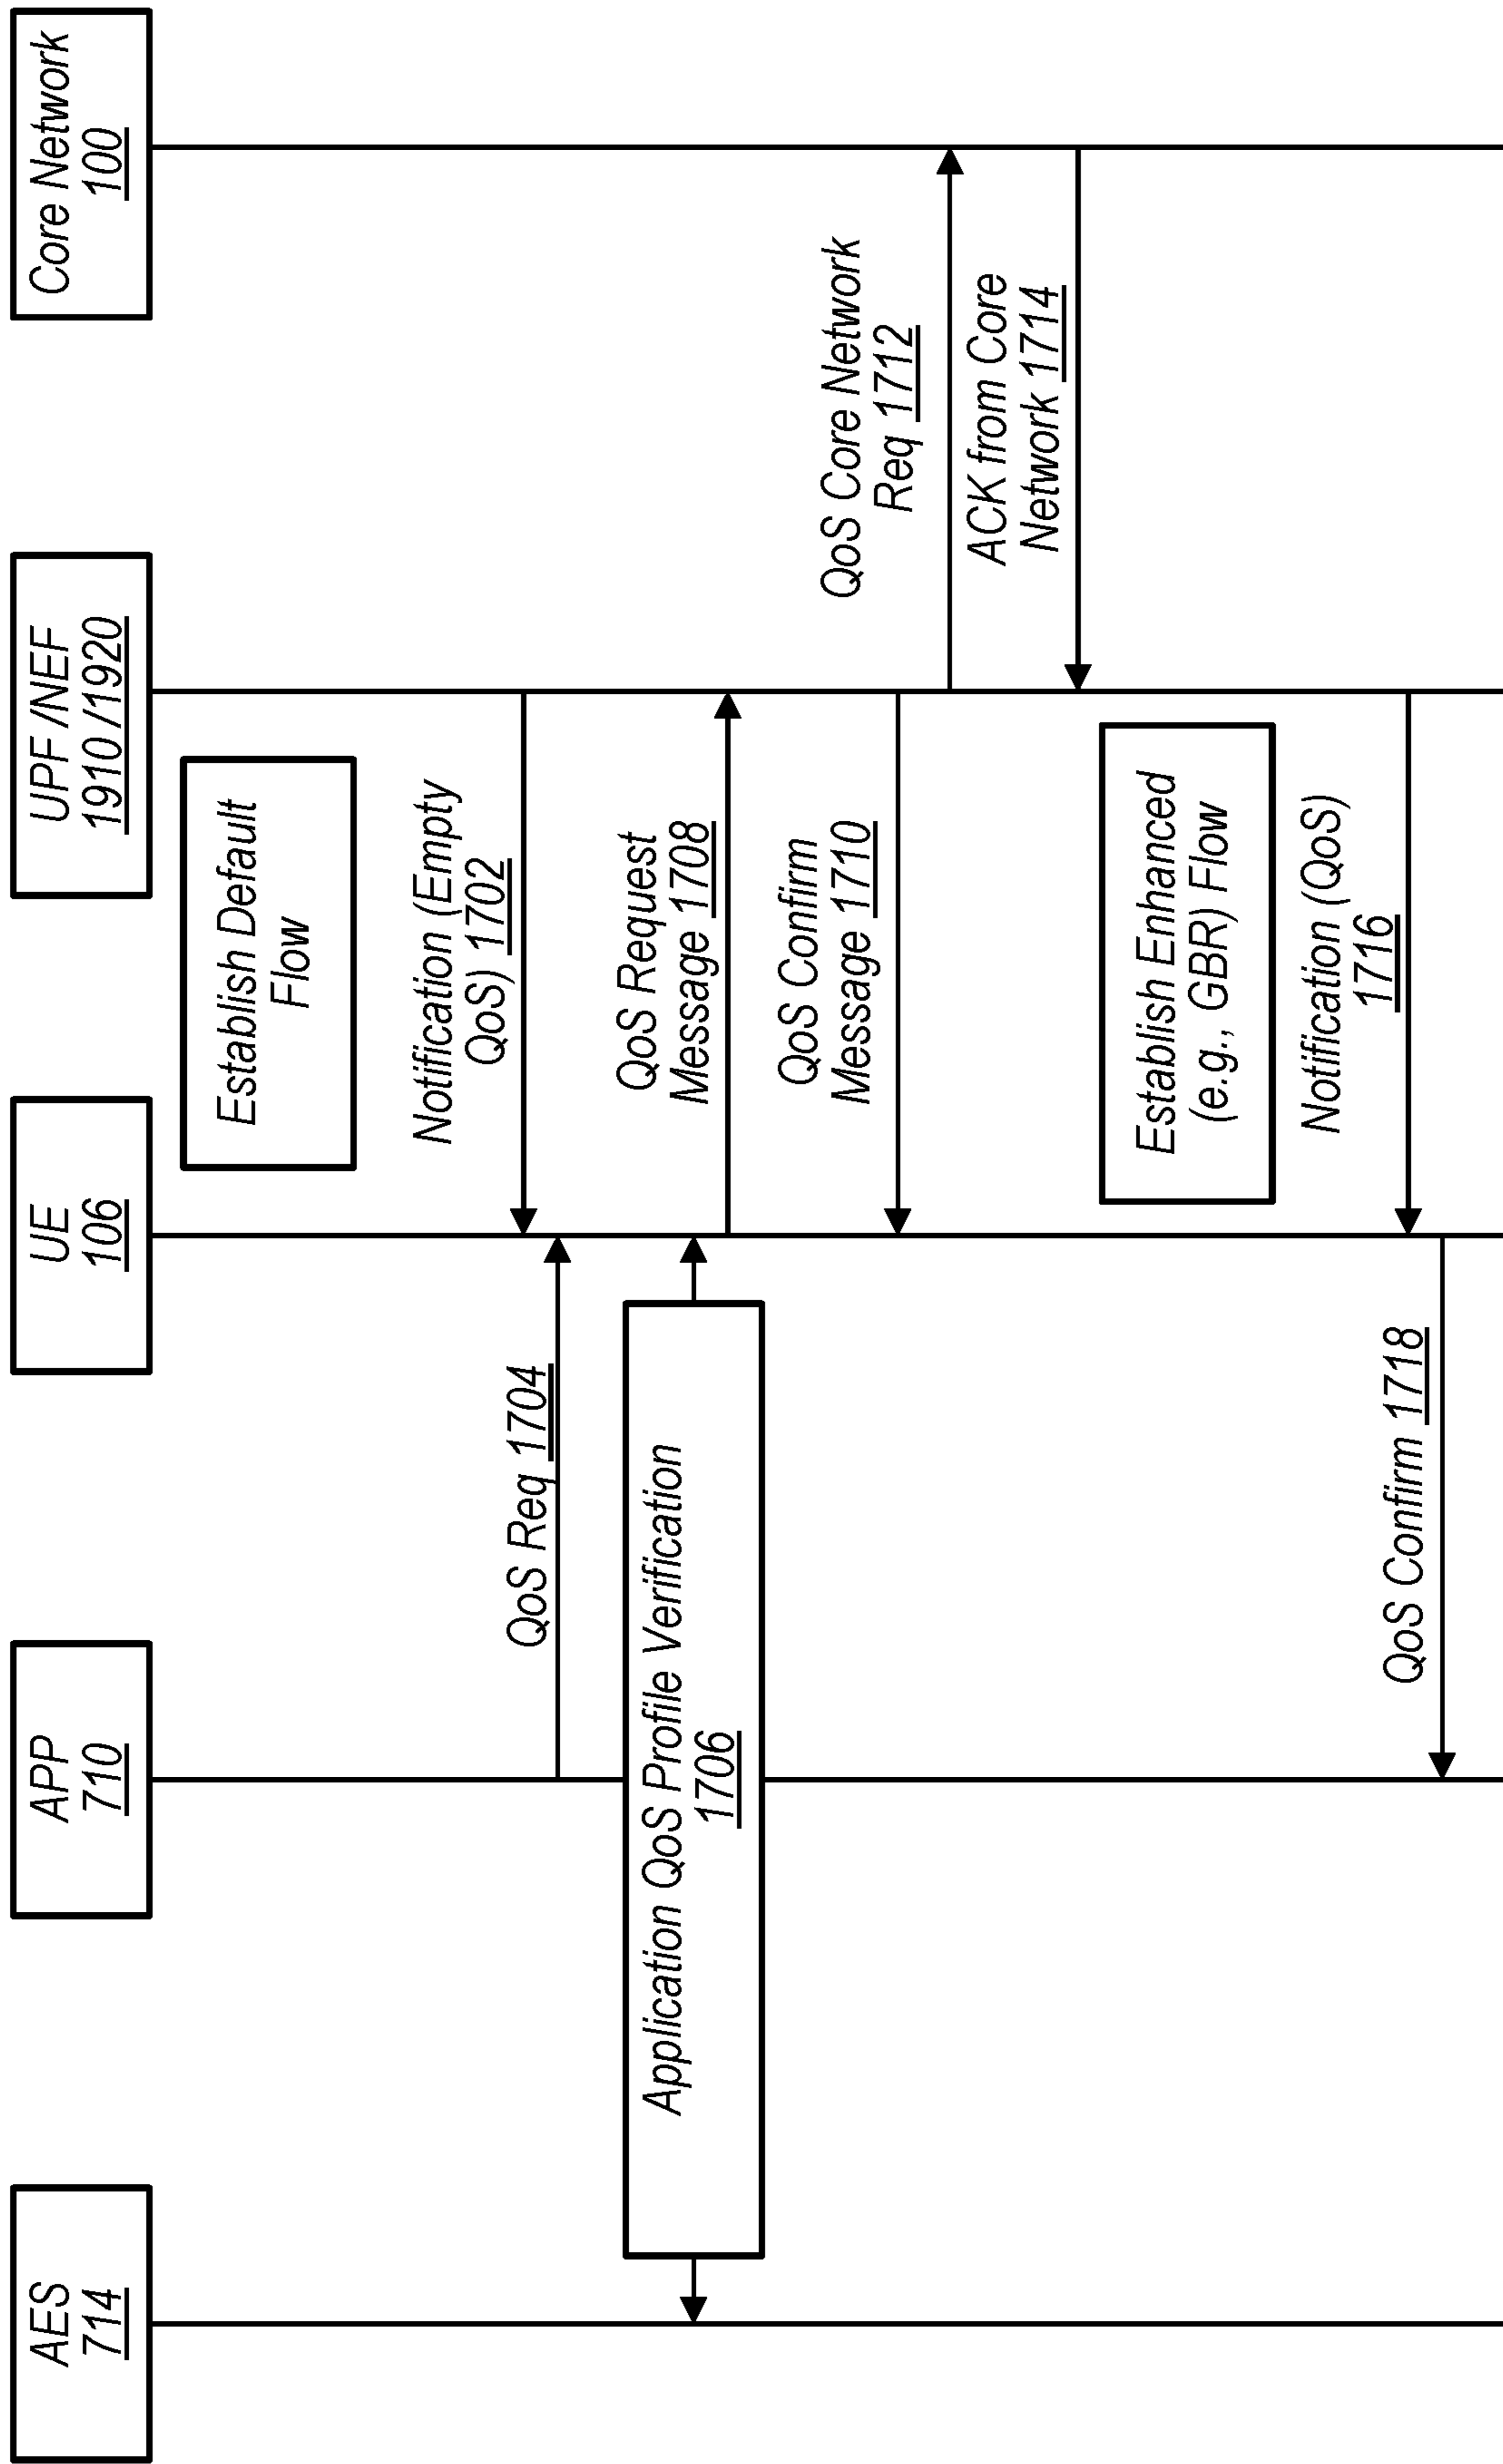 AES
714
APP
710
UE
106
UPF /NEF
1910 /1920
Core Network
100
Establish Default
Flow
Notification (Empty
QoS) 1702
QoS Req 1704
Application QoS Profile Verification
1706
QoS Request
Message 1708
QoS Confirm
Message 1710
QoS Core Network
Req 1712
ACK from Core
Network 1714
Establish Enhanced
(e.g., GBR) Flow
Notification (QoS)
1716
QoS Confirm 1718